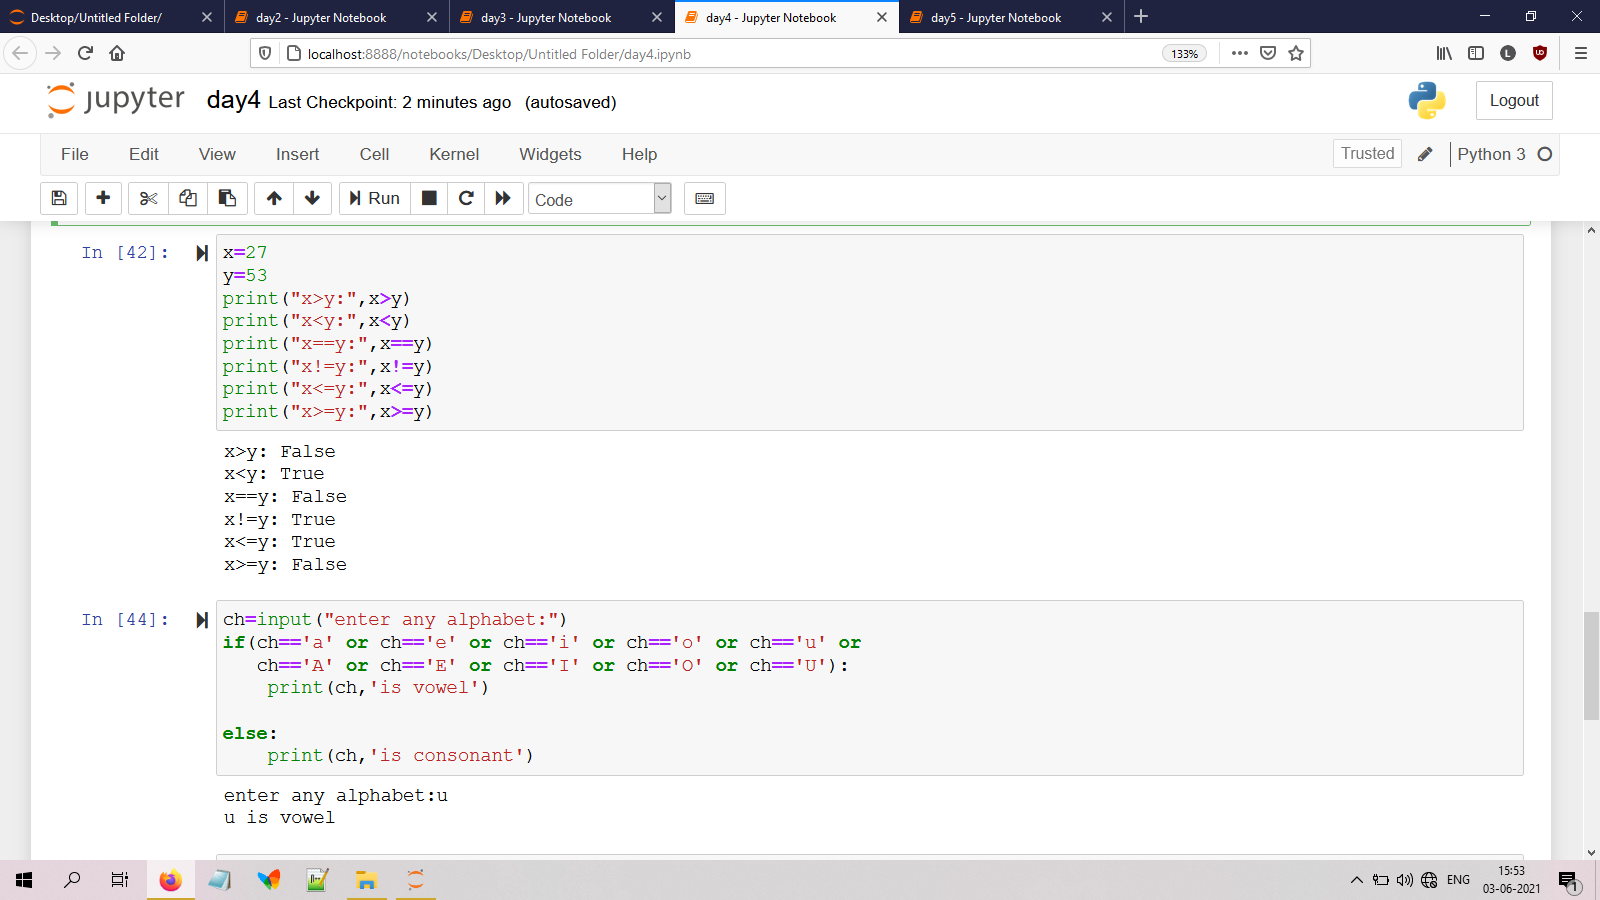 Desktop/Untitled Folder/
day2 - Jupyter Notebook
day3 - Jupyter Notebook
day4 - Jupyter Notebook
day5 - Jupyter Notebook
localhost:8888/notebooks/Desktop/Untitled Folder/day4.ipynb
133%
L
jupyter day4 Last Checkpoint: 2 minutes ago (autosaved)
Logout
File Edit View Insert Cell Kernel Widgets Help
Trusted
Python 3
Run
Code
In [42]:
x=27
y=53
print("x>y:",x>y)
print("x<y:",x<y)
print("x==y:",x==y)
print("x!=y:",x!=y)
print("x<=y:",x<=y)
print("x>=y:",x>=y)
x>y: False
x<y: True
x==y: False
x!=y: True
x<=y: True
x>=y: False
In [44]:
ch=input("enter any alphabet:")
if(ch=='a' or ch=='e' or ch=='i' or ch=='o' or ch=='u' or
ch=='A' or ch=='E' or ch=='I' or ch=='O' or ch=='U'):
print(ch,'is vowel')
else:
print(ch,'is consonant')
enter any alphabet:u
u is vowel
ENG
15:53
03-06-2021
1